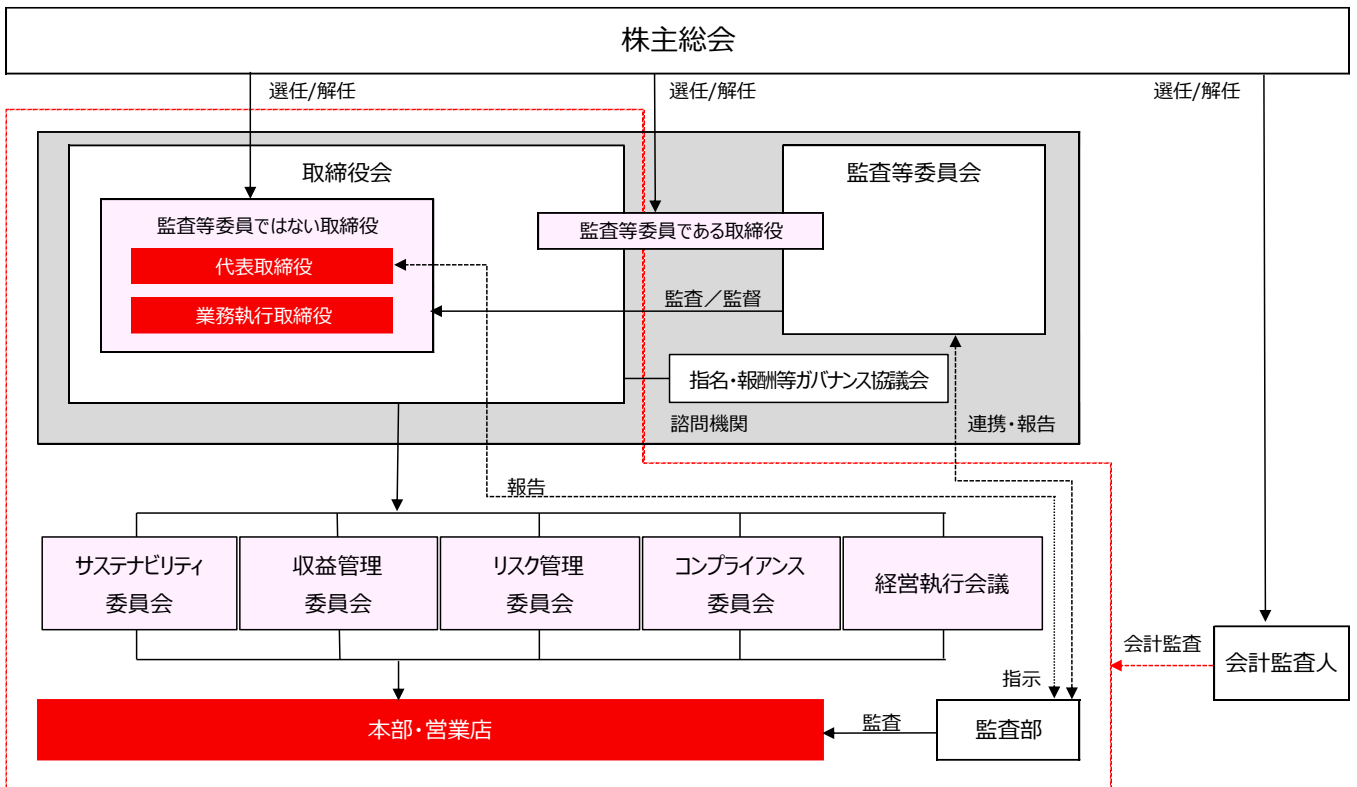 株主総会
選任/解任
選任/解任
選任/解任
取締役会
監査等委員会
監査等委員ではない取締役
監査等委員である取締役
代表取締役
業務執行取締役
監査／監督
指名・報酬等ガバナンス協議会
諮問機関
連携・報告
報告
サステナビリティ
委員会
収益管理
委員会
リスク管理
委員会
コンプライアンス
委員会
経営執行会議
会計監査
会計監査人
指示
本部・営業店
監査
監査部